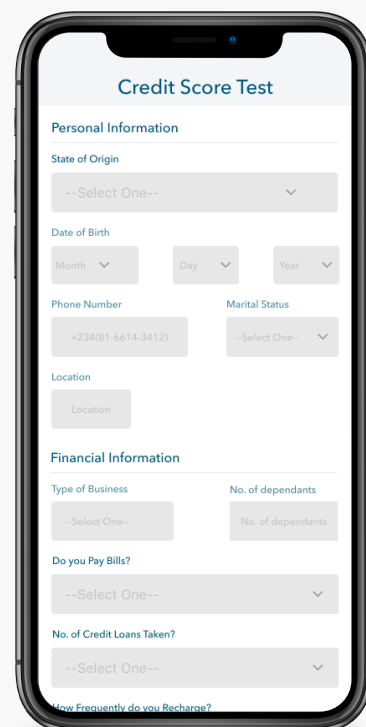 Credit Score Test
Personal Information
State of Origin
--Select One--
Date of Birth
Month Day Year
Phone Number Marital Status
+234(81-6614-3412) --Select One--
Location
Location
Financial Information
Type of Business No. of dependants
--Select One-- No. of dependants
Do you Pay Bills?
--Select One--
No. of Credit Loans Taken?
--Select One--
How Frequently do you Recharge?